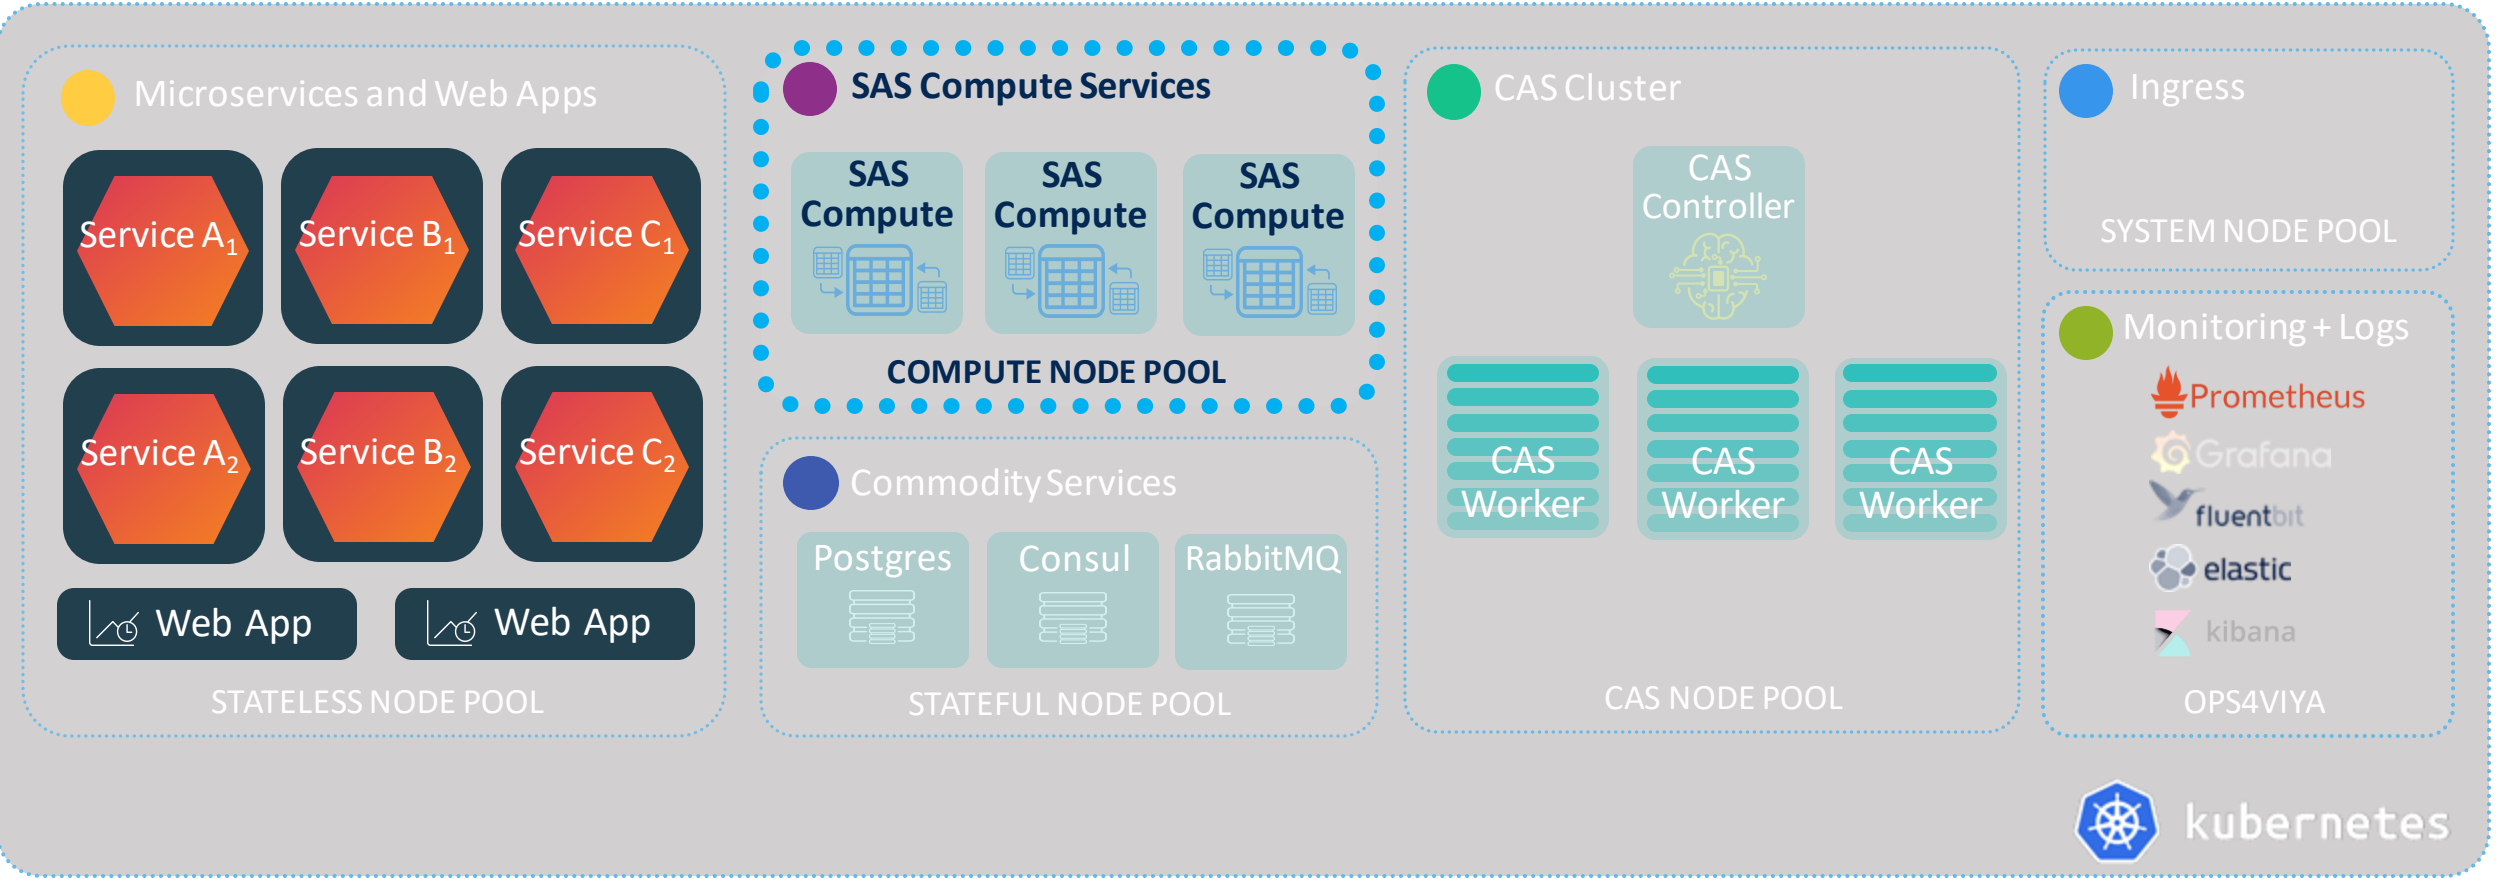 Microservices and Web Apps
Service A1
Service B1
Service C1
Service A2
Service B2
Service C2
Web App
Web App
STATELESS NODE POOL
SAS Compute Services
SAS
Compute
SAS
Compute
SAS
Compute
COMPUTE NODE POOL
Commodity Services
Postgres
Consul
RabbitMQ
STATEFUL NODE POOL
CAS Cluster
CAS
Controller
CAS
Worker
CAS
Worker
CAS
Worker
CAS NODE POOL
Ingress
SYSTEM NODE POOL
Monitoring + Logs
Prometheus
Grafana
fluentbit
elastic
kibana
OPS4VIYA
kubernetes